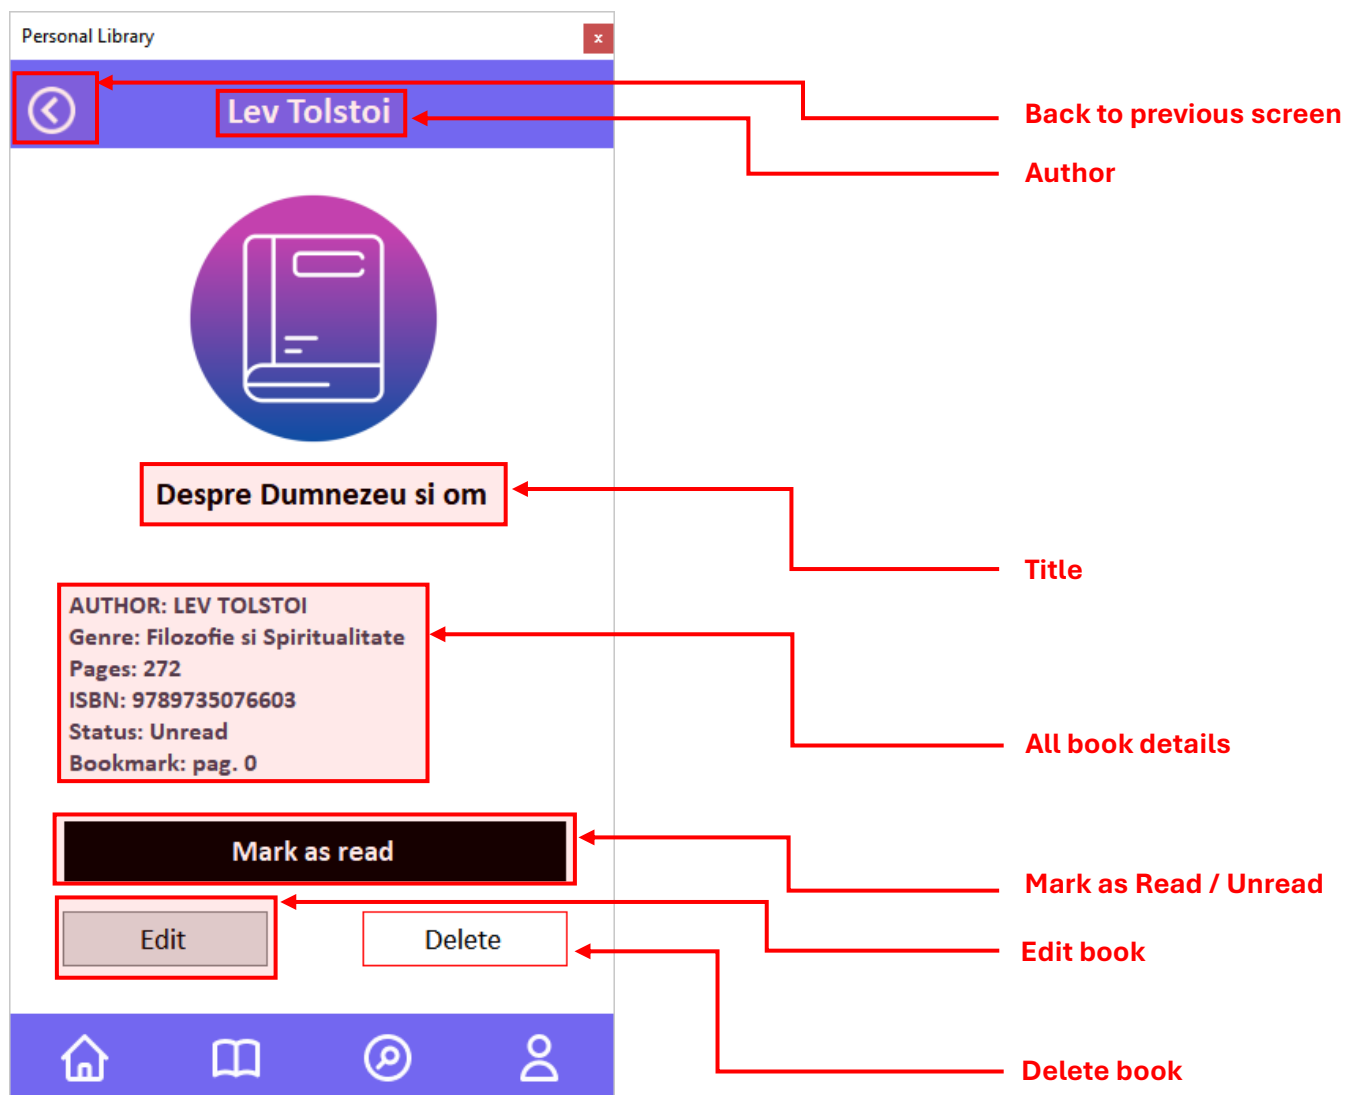 Personal Library
x
Lev Tolstoi
Back to previous screen
Author
Despre Dumnezeu si om
Title
AUTHOR: LEV TOLSTOI
Genre: Filozofie si Spiritualitate
Pages: 272
ISBN: 9789735076603
Status: Unread
Bookmark: pag. 0
All book details
Mark as read
Mark as Read / Unread
Edit
Delete
Edit book
Delete book